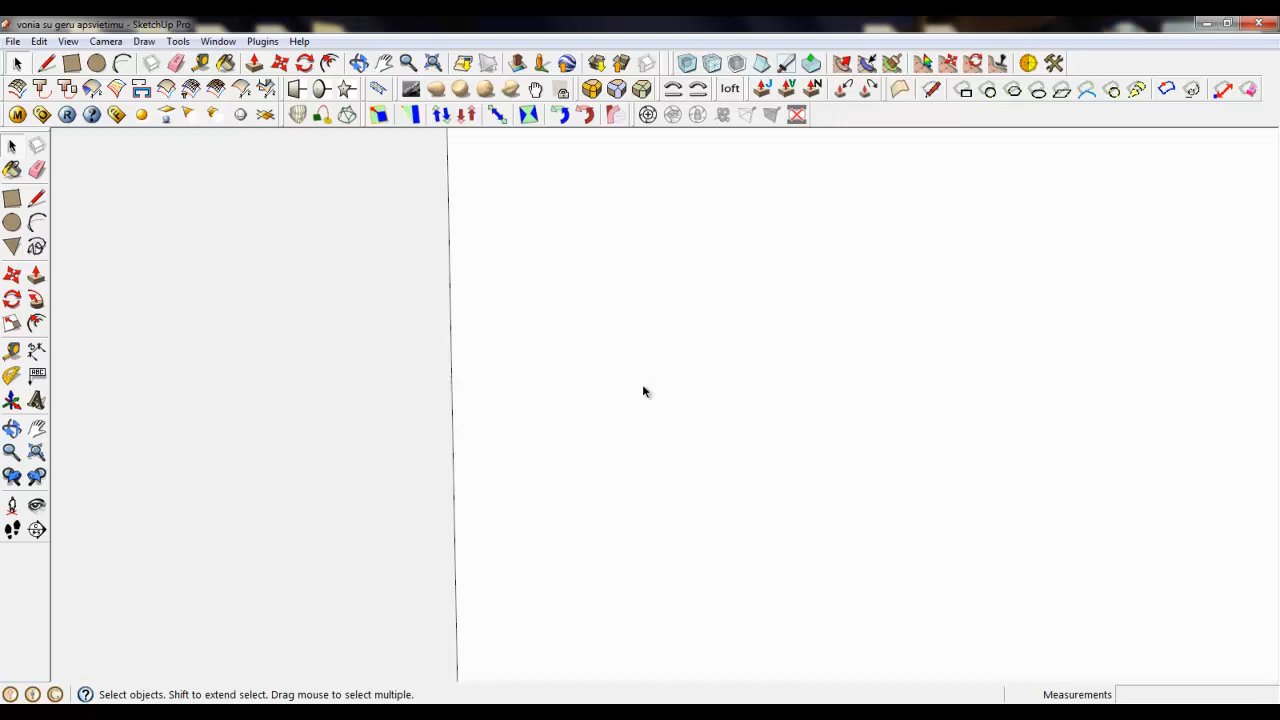 vonia su geru apsvietimu - SketchUp Pro
File Edit View Camera Draw Tools Window Plugins Help
loft
M R ?
ABC
? Select objects. Shift to extend select. Drag mouse to select multiple. Measurements